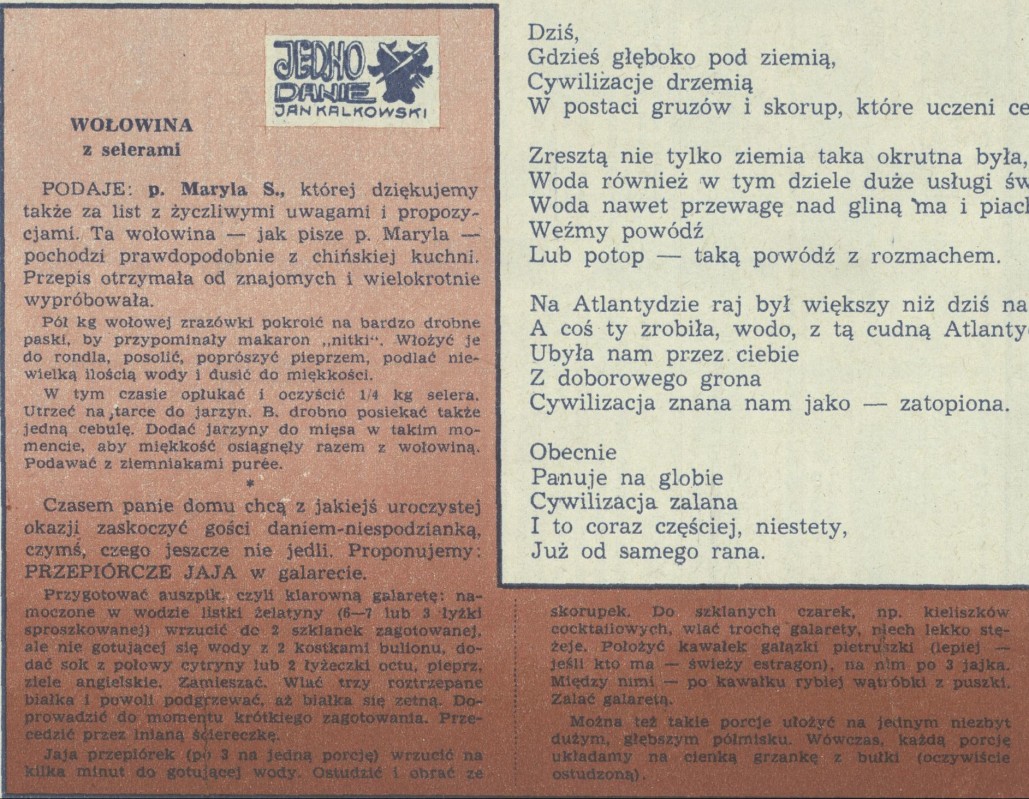 JEDNO
DANIE
JAN KALKOWSKI
WOŁOWINA
z selerami
PODAJE: p. Maryla S., której dziękujemy
także za list z życzliwymi uwagami i propozy-
cjami. Ta wołowina — jak pisze p. Maryla —
pochodzi prawdopodobnie z chińskiej kuchni.
Przepis otrzymała od znajomych i wielokrotnie
wypróbowała.
Pół kg wołowej zrazówki pokroić na bardzo drobne
paski, by przypominały makaron „nitki“. Włożyć je
do rondla, posolić, poprószyć pieprzem, podlać nie-
wielką ilością wody i dusić do miękkości.
W tym czasie opłukać i oczyścić 1/4 kg selera.
Utrzeć na tarce do jarzyn. B. drobno posiekać także
jedną cebulę. Dodać jarzyny do mięsa w takim mo-
mencie, aby miękkość osiągnęły razem z wołowiną.
Podawać z ziemniakami purée.
*
Czasem panie domu chcą z jakiejś uroczystej
okazji zaskoczyć gości daniem-niespodzianką,
czymś, czego jeszcze nie jedli. Proponujemy:
PRZEPIÓRCZE JAJA w galarecie.
Przygotować auszpik, czyli klarowną galaretę: na-
moczone w wodzie listki żelatyny (6—7 lub 3 łyżki
sproszkowanej) wrzucić do 2 szklanek zagotowanej,
ale nie gotującej się wody z 2 kostkami bulionu, do-
dać sok z połowy cytryny lub 2 łyżeczki octu, pieprz,
ziele angielskie. Zamieszać. Wlać trzy roztrzepane
białka i powoli podgrzewać, aż białka się zetną. Do-
prowadzić do momentu krótkiego zagotowania. Prze-
cedzić przez lnianą ściereczkę.
Jaja przepiórek (po 3 na jedną porcję) wrzucić na
kilka minut do gotującej wody. Ostudzić i obrać ze
skorupek. Do szklanych czarek, np. kieliszków
cocktailowych, wlać trochę galarety, niech lekko stę-
żeje. Położyć kawałek gałązki pietruszki (lepiej —
jeśli kto ma — świeży estragon), na nim po 3 jajka.
Między nimi — po kawałku rybiej wątróbki z puszki.
Zalać galaretą.
Można też takie porcje ułożyć na jednym niezbyt
dużym, głębszym półmisku. Wówczas, każdą porcję
układamy na cienką grzankę z bułki (oczywiście
ostudzoną).
Dziś,
Gdzieś głęboko pod ziemią,
Cywilizacje drzemią
W postaci gruzów i skorup, które uczeni ce
Zresztą nie tylko ziemia taka okrutna była,
Woda również w tym dziele duże usługi św
Woda nawet przewagę nad gliną ma i piach
Weźmy powódź
Lub potop — taką powódź z rozmachem.
Na Atlantydzie raj był większy niż dziś na
A coś ty zrobiła, wodo, z tą cudną Atlanty
Ubyła nam przez ciebie
Z doborowego grona
Cywilizacja znana nam jako — zatopiona.
Obecnie
Panuje na globie
Cywilizacja zalana
I to coraz częściej, niestety,
Już od samego rana.